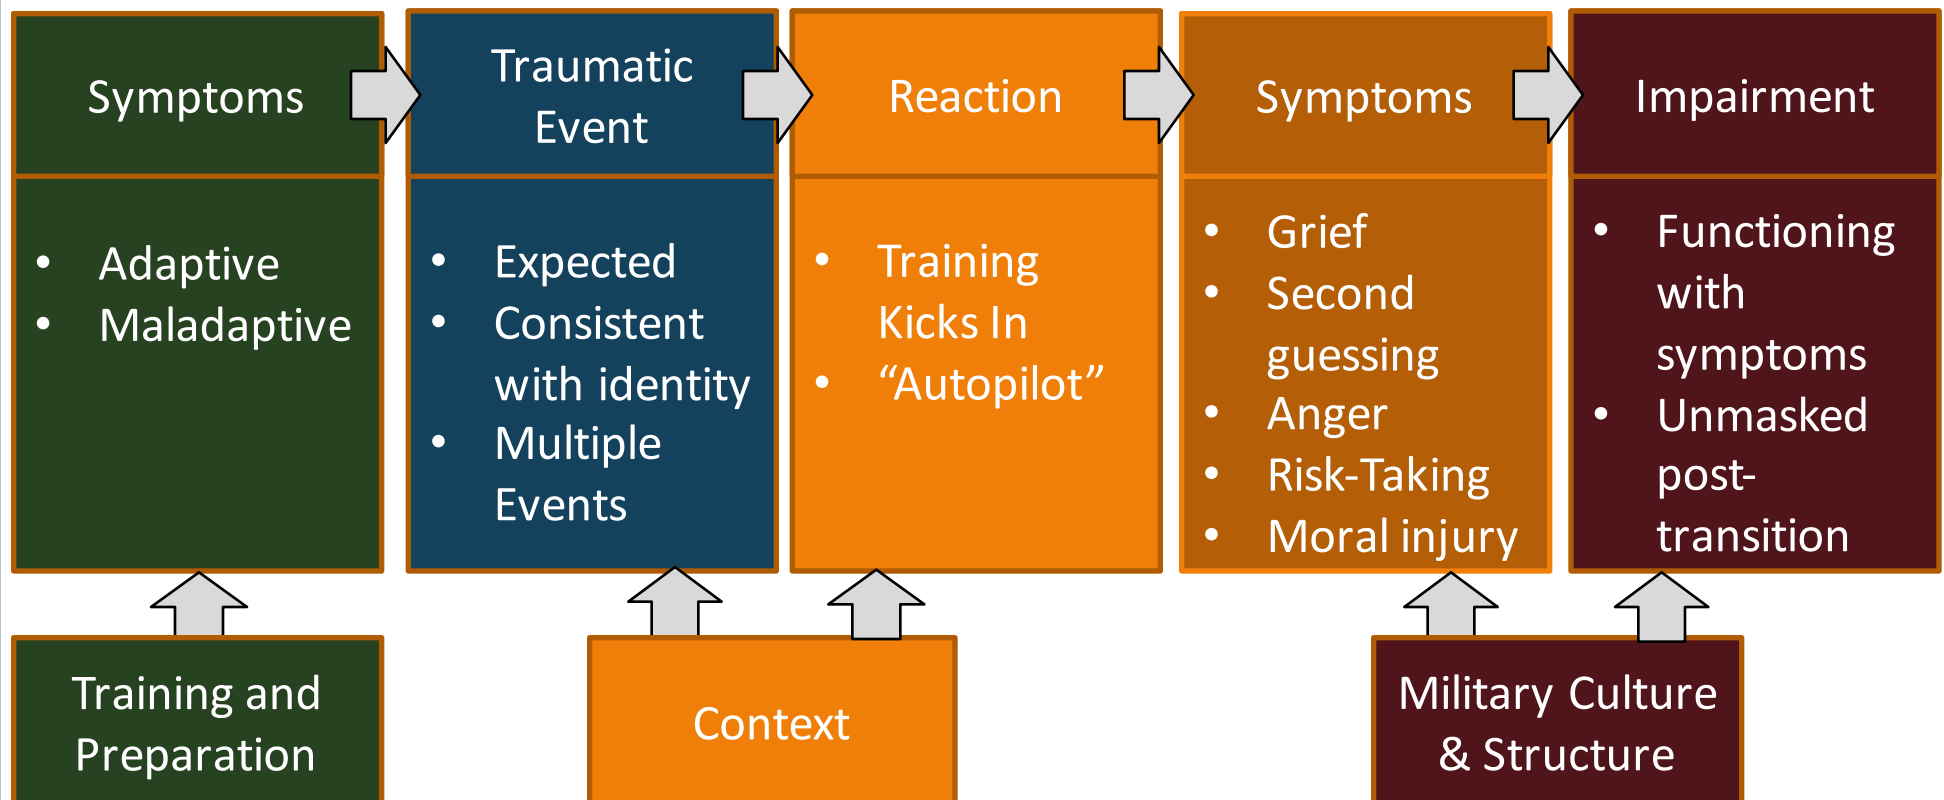 Symptoms
• Adaptive
• Maladaptive
Traumatic
Event
• Expected
• Consistent
with identity
• Multiple
Events
Reaction
• Training
Kicks In
• “Autopilot”
Symptoms
• Grief
• Second
guessing
• Anger
• Risk-Taking
• Moral injury
Impairment
• Functioning
with
symptoms
• Unmasked
post-
transition
Training and
Preparation
Context
Military Culture
& Structure